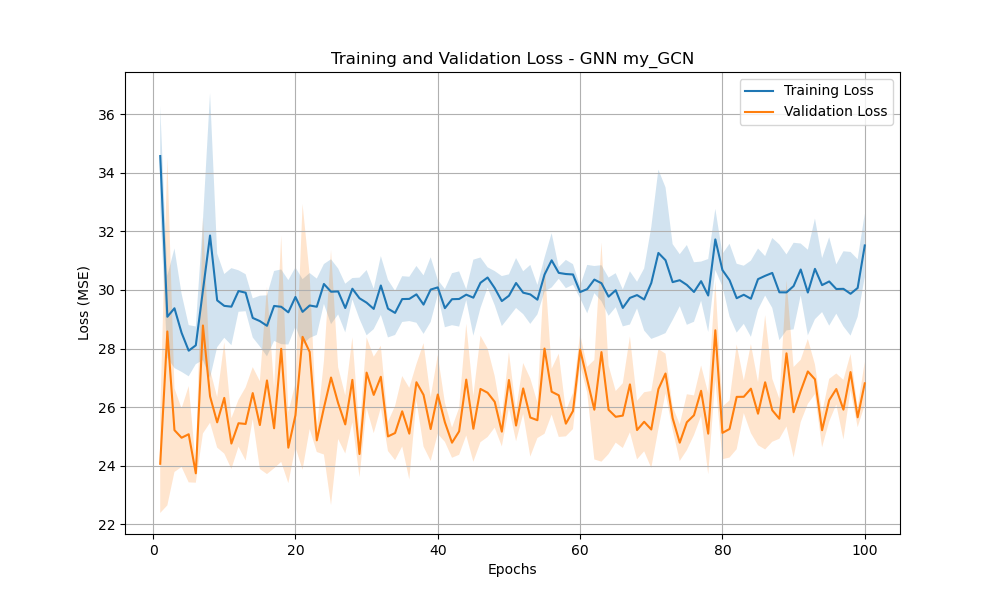 Training and Validation Loss - GNN my_GCN
Training Loss
Validation Loss
Loss (MSE)
36
34
32
30
28
26
24
22
0
20
40
60
80
100
Epochs